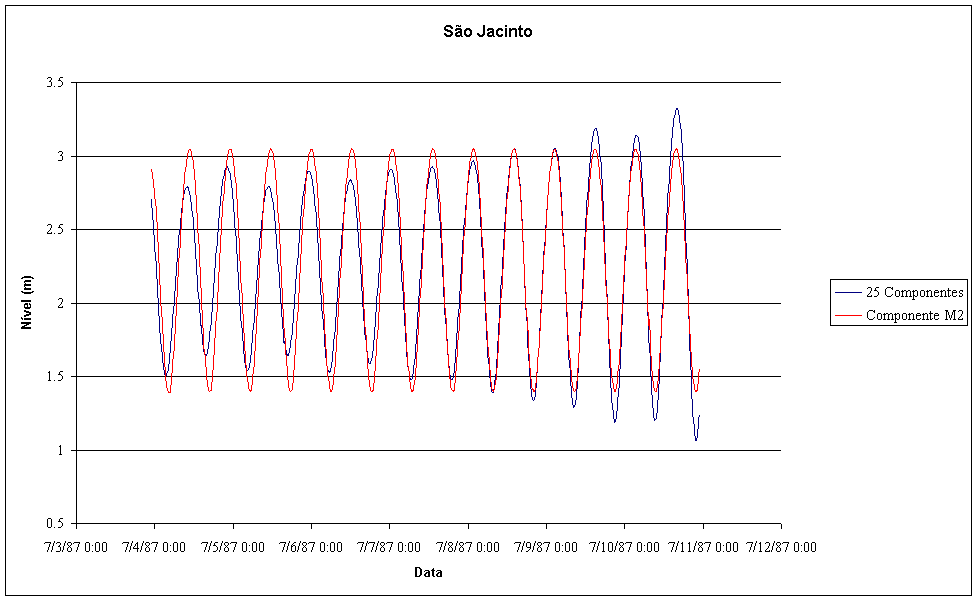 São Jacinto
3.5
3
2.5
2
1.5
1
0.5
Nível (m)
7/3/87 0:00 7/4/87 0:00 7/5/87 0:00 7/6/87 0:00 7/7/87 0:00 7/8/87 0:00 7/9/87 0:00 7/10/87 0:00 7/11/87 0:00 7/12/87 0:00
Data
25 Componentes
Componente M2